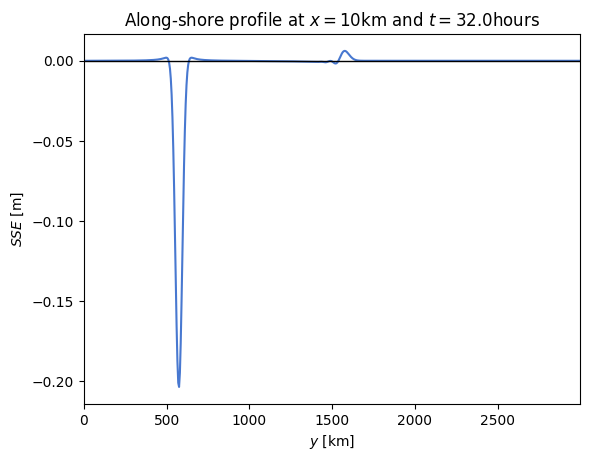 Along-shore profile at x = 10km and t = 32.0hours
0.00
−0.05
−0.10
−0.15
−0.20
SSE [m]
0 500 1000 1500 2000 2500
y [km]